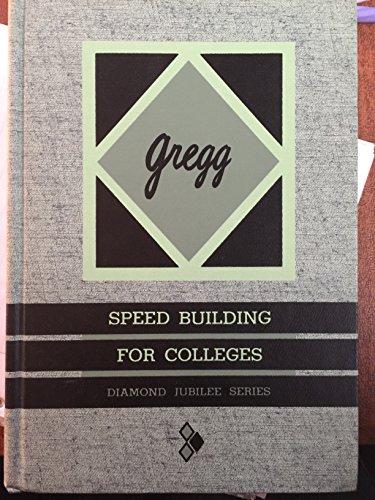 Gregg
SPEED BUILDING
FOR COLLEGES
DIAMOND JUBILEE SERIES